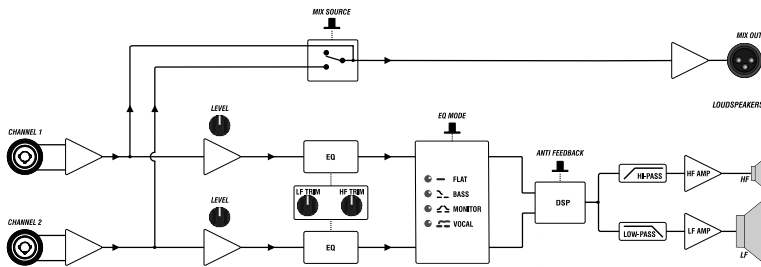 MIX SOURCE
MIX OUT
LOUDSPEAKERS
LEVEL
EQ MODE
CHANNEL 1
ANTI FEEDBACK
EQ
FLAT
HI-PASS
HF AMP
HF
LF TRIM HF TRIM
BASS
DSP
MONITOR
LEVEL
VOCAL
CHANNEL 2
LOW-PASS
LF AMP
EQ
LF